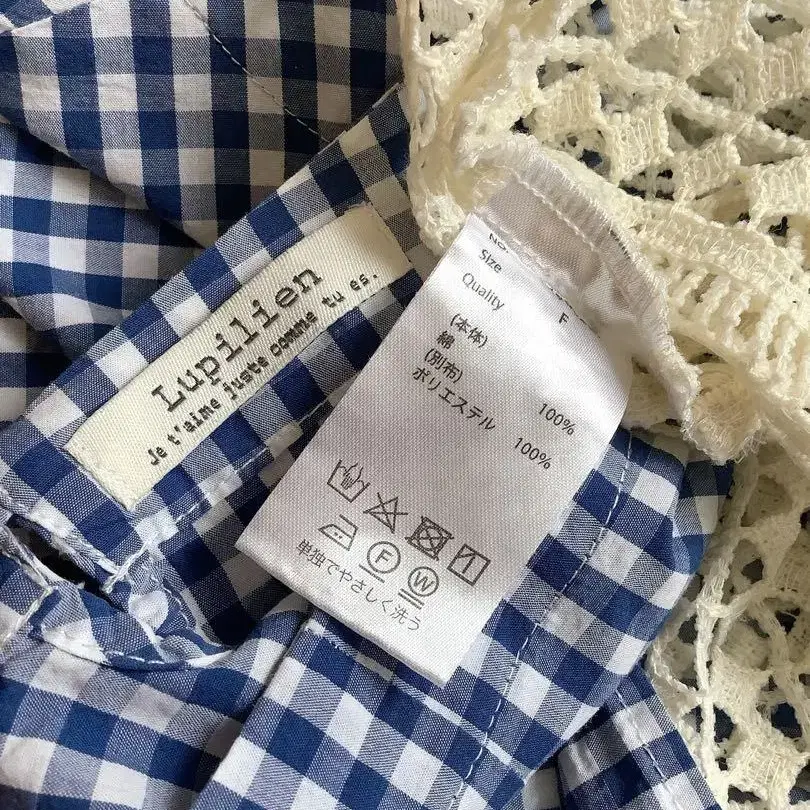 Lupilien
Je t'aime juste comme tu es.
No.
Size F
Quality
(本体)
綿 100%
(別布)
ポリエステル 100%
F W
単独でやさしく洗う